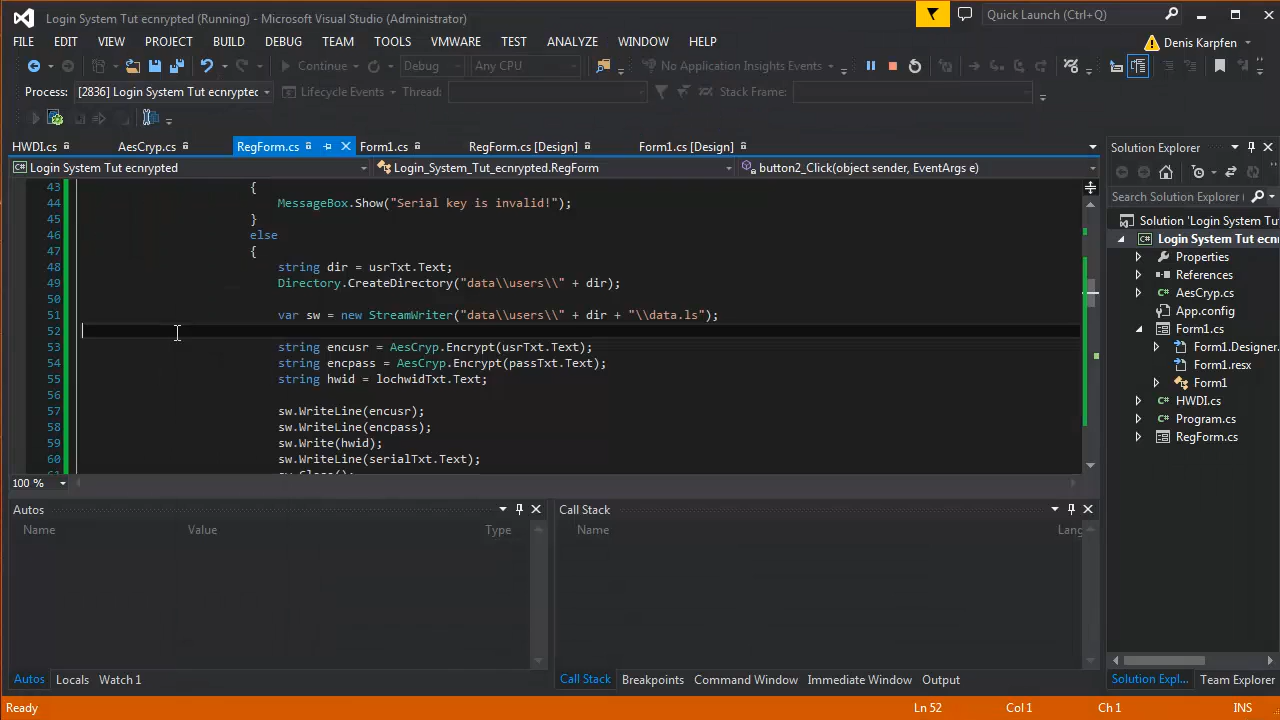 Login System Tut ecnrypted (Running) - Microsoft Visual Studio (Administrator)
Quick Launch (Ctrl+Q)
FILE EDIT VIEW PROJECT BUILD DEBUG TEAM TOOLS VMWARE TEST ANALYZE WINDOW HELP
Denis Karpfen
Continue Debug Any CPU No Application Insights Events
Process: [2836] Login System Tut ecnryptec Lifecycle Events Thread: Stack Frame:
HWDI.cs AesCryp.cs RegForm.cs Form1.cs RegForm.cs [Design] Form1.cs [Design]
Login System Tut ecnrypted Login_System_Tut_ecnrypted.RegForm button2_Click(object sender, EventArgs e)
43 {
44 MessageBox.Show("Serial key is invalid!");
45 }
46 else
47 {
48 string dir = usrTxt.Text;
49 Directory.CreateDirectory("data\\users\\" + dir);
50
51 var sw = new StreamWriter("data\\users\\" + dir + "\\data.ls");
52
53 string encusr = AesCryp.Encrypt(usrTxt.Text);
54 string encpass = AesCryp.Encrypt(passTxt.Text);
55 string hwid = lochwidTxt.Text;
56
57 sw.WriteLine(encusr);
58 sw.WriteLine(encpass);
59 sw.Write(hwid);
60 sw.WriteLine(serialTxt.Text);
100 %
Solution Explorer
Search Solution Explorer
Solution 'Login System Tu
Login System Tut ecnr
Properties
References
AesCryp.cs
App.config
Form1.cs
Form1.Designer.
Form1.resx
Form1
HWDI.cs
Program.cs
RegForm.cs
Autos
Name Value Type
Call Stack
Name Lang
Autos Locals Watch 1
Call Stack Breakpoints Command Window Immediate Window Output
Solution Expl... Team Explorer
Ready Ln 52 Col 1 Ch 1 INS